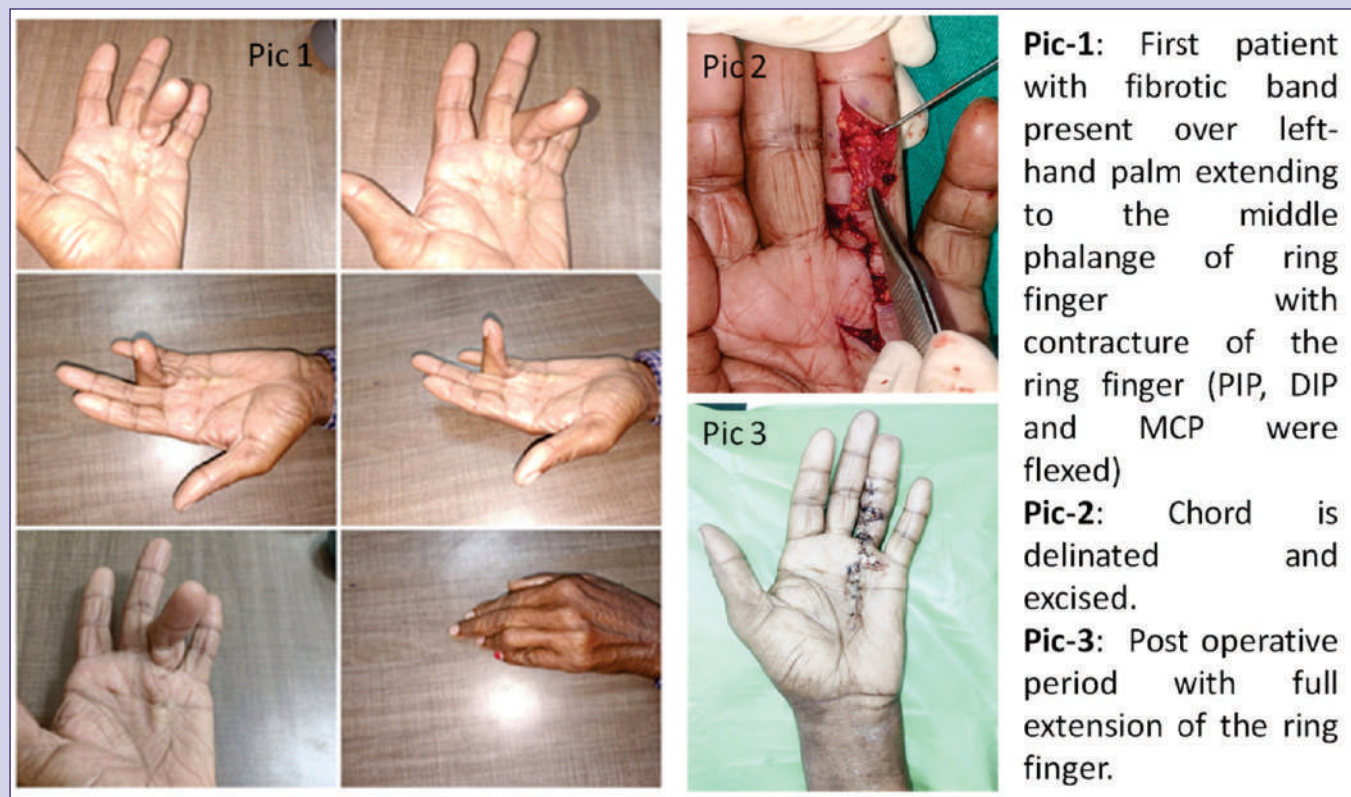 Pic 1
Pic 2
Pic 3
Pic-1: First patient
with fibrotic band
present over left-
hand palm extending
to the middle
phalange of ring
finger with
contracture of the
ring finger (PIP, DIP
and MCP were
flexed)
Pic-2: Chord is
delinated and
excised.
Pic-3: Post operative
period with full
extension of the ring
finger.